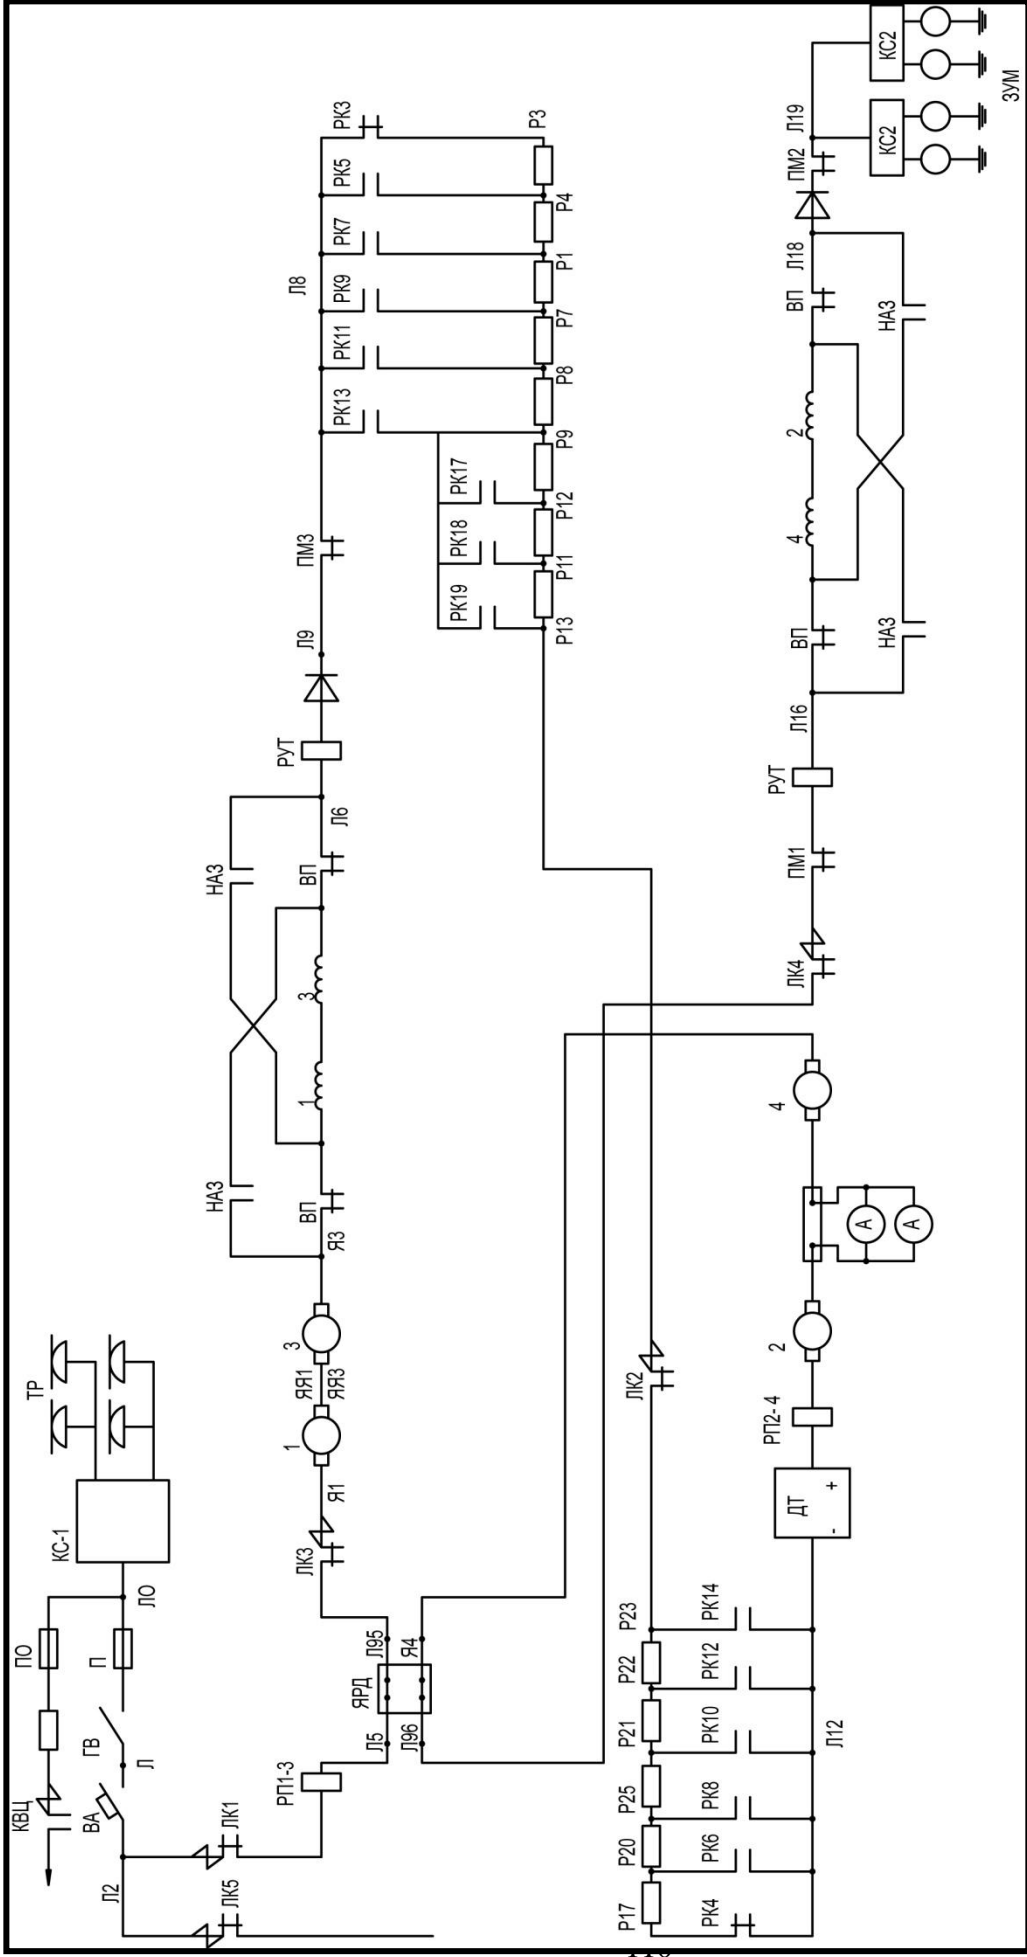 ТР
КС-1
ПО
П
ЛО
КВЦ
ВА
ГВ
Л
Л2
ЛК5
ЛК1
РП1-3
ЯРД
Л5
Л95
Л96
Я4
ЛК3
Я1
1
ЯЯ1
ЯЯ3
3
Я3
НАЗ
ВП
1
3
НАЗ
ВП
Л6
РУТ
Л9
ПМ3
Л8
РК13
РК11
РК9
РК7
РК5
РК3
РК19
РК18
РК17
Р13
Р11
Р12
Р9
Р8
Р7
Р1
Р4
Р3
ЛК2
Р17
Р20
Р25
Р21
Р22
Р23
РК4
РК6
РК8
РК10
РК12
РК14
Л12
ДТ
- +
РП2- 4
2
А
А
4
ЛК4
ПМ1
РУТ
Л16
ВП
НАЗ
4
2
ВП
НАЗ
Л18
ПМ2
Л19
КС2
КС2
ЗУМ